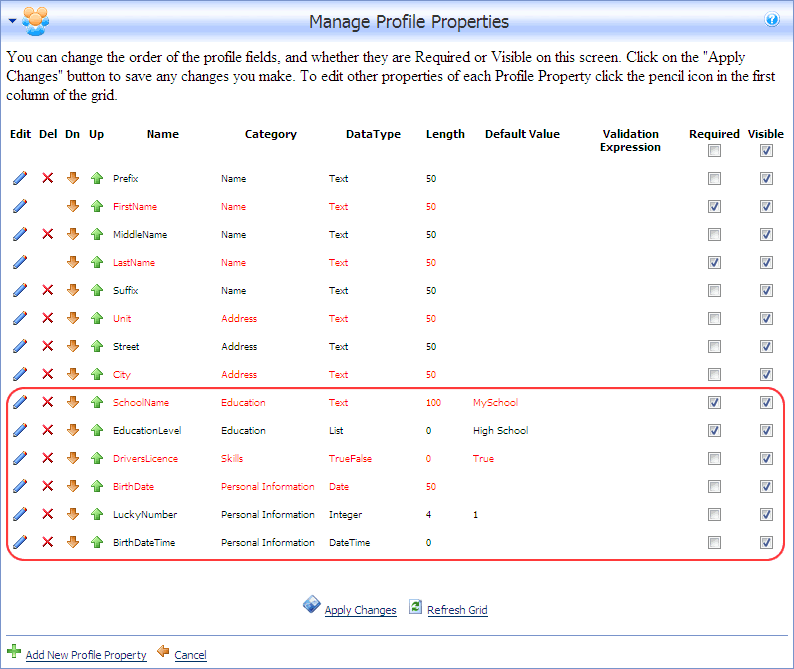 Manage Profile Properties
You can change the order of the profile fields, and whether they are Required or Visible on this screen. Click on the "Apply
Changes" button to save any changes you make. To edit other properties of each Profile Property click the pencil icon in the first
column of the grid.
Edit Del Dn Up Name Category DataType Length Default Value Validation Expression Required Visible
Prefix Name Text 50
FirstName Name Text 50
MiddleName Name Text 50
LastName Name Text 50
Suffix Name Text 50
Unit Address Text 50
Street Address Text 50
City Address Text 50
SchoolName Education Text 100 MySchool
EducationLevel Education List 0 High School
DriversLicence Skills TrueFalse 0 True
BirthDate Personal Information Date 50
LuckyNumber Personal Information Integer 4 1
BirthDateTime Personal Information DateTime 0
Apply Changes Refresh Grid
Add New Profile Property Cancel